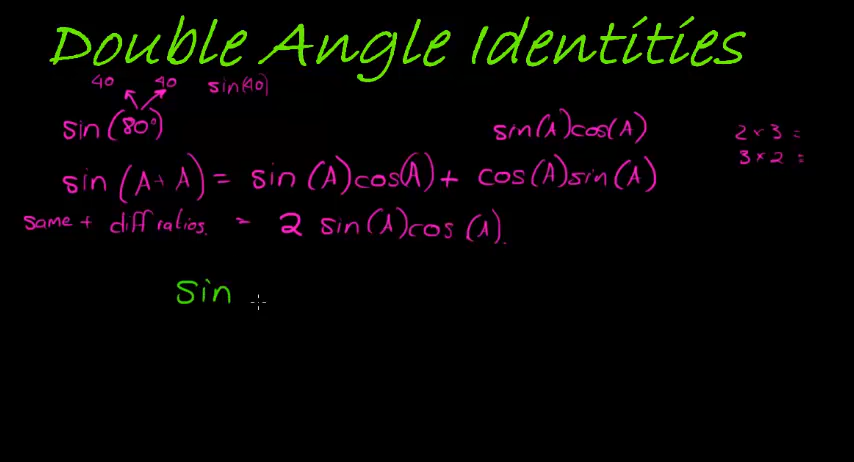 Double Angle Identities
40 40 sin(40)
sin (80°) sin(A)cos(A) 2 x 3 =
3 x 2 =
sin (A+A) = sin (A)cos(A) + cos(A)sin(A)
same + diff ratios. = 2 sin(A)cos (A).
Sin